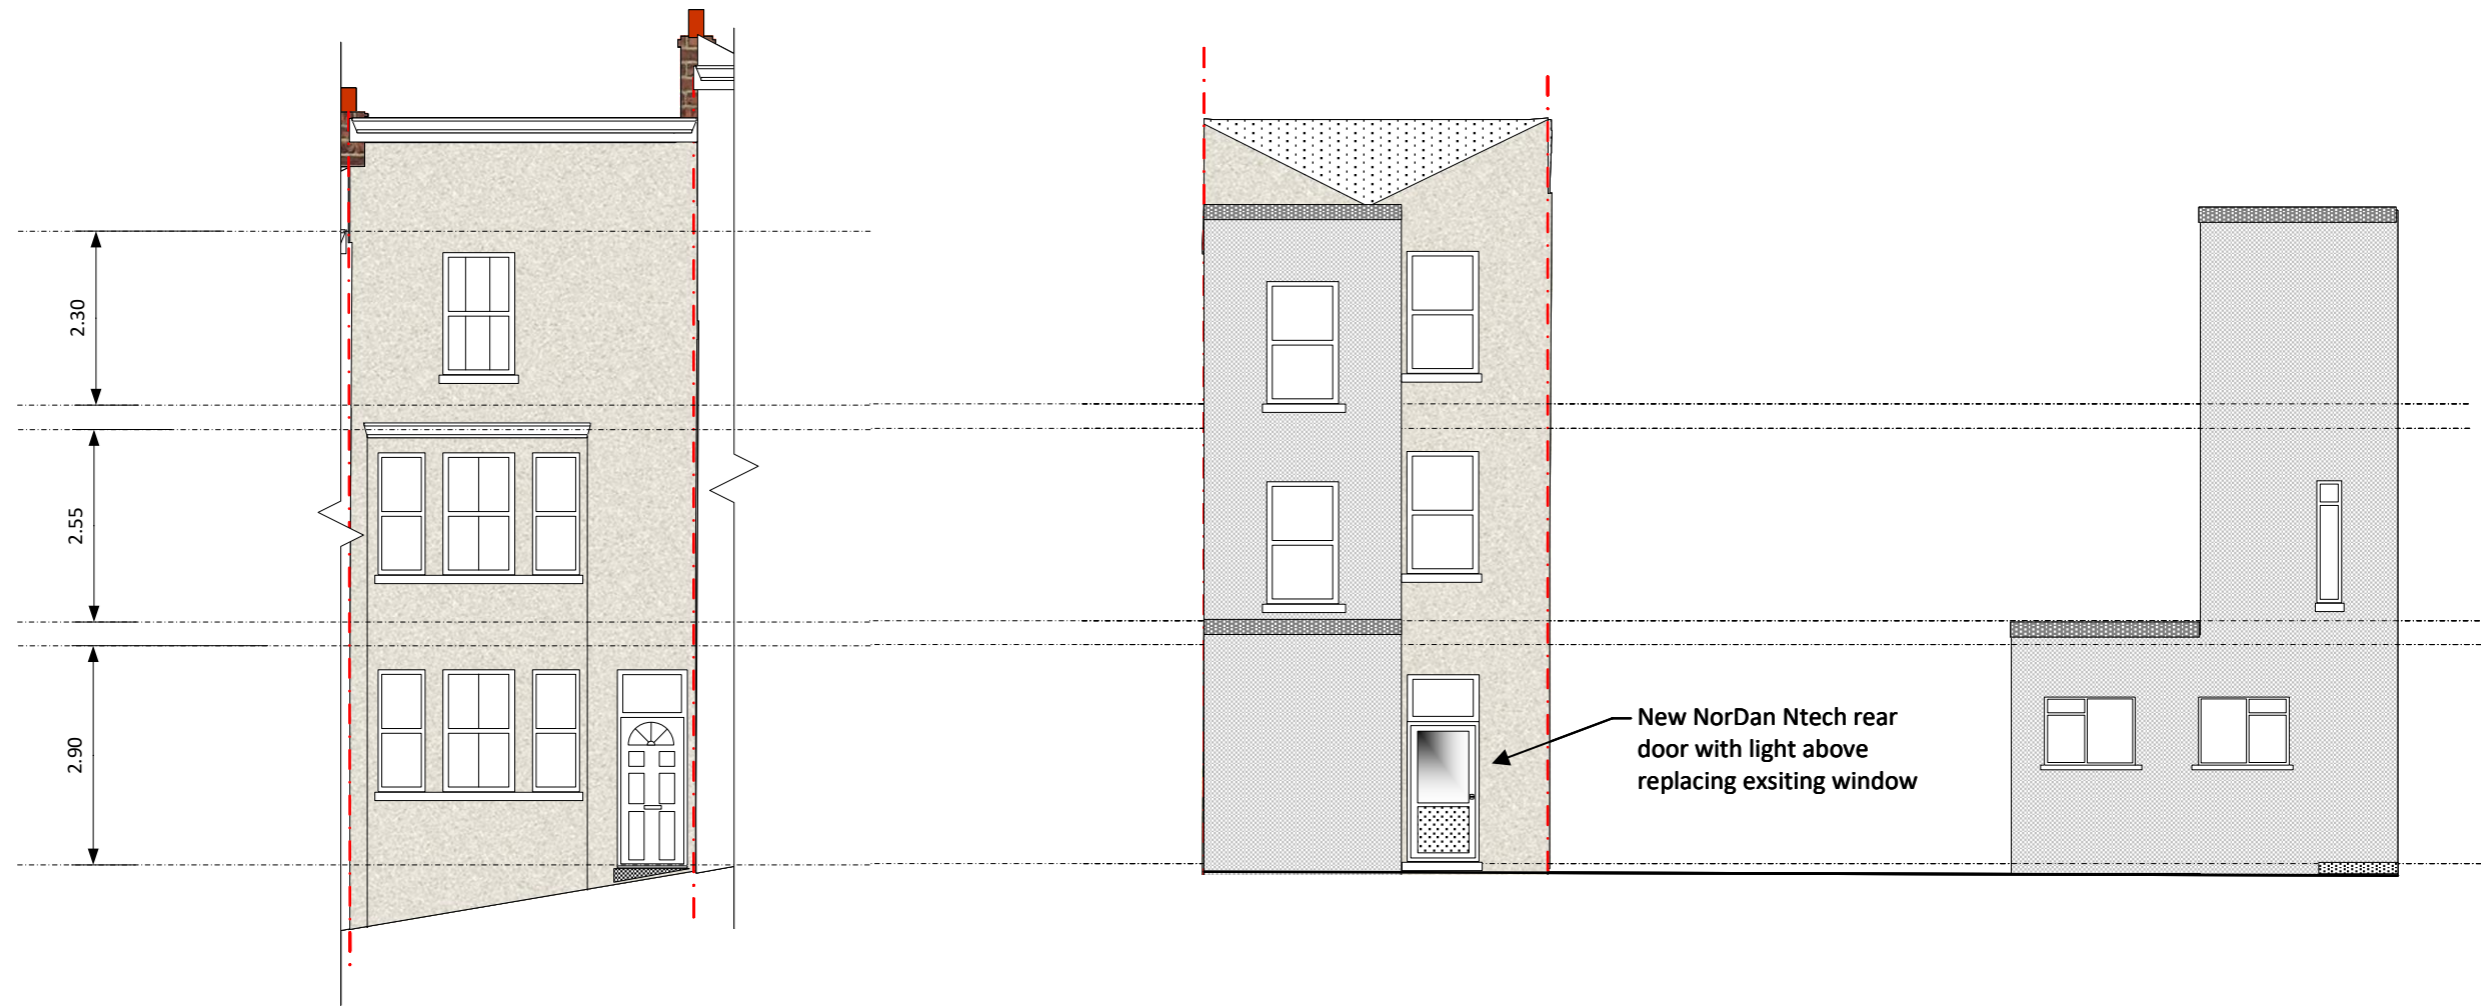 2.30
2.55
2.90
New NorDan Ntech rear
door with light above
replacing exsiting window